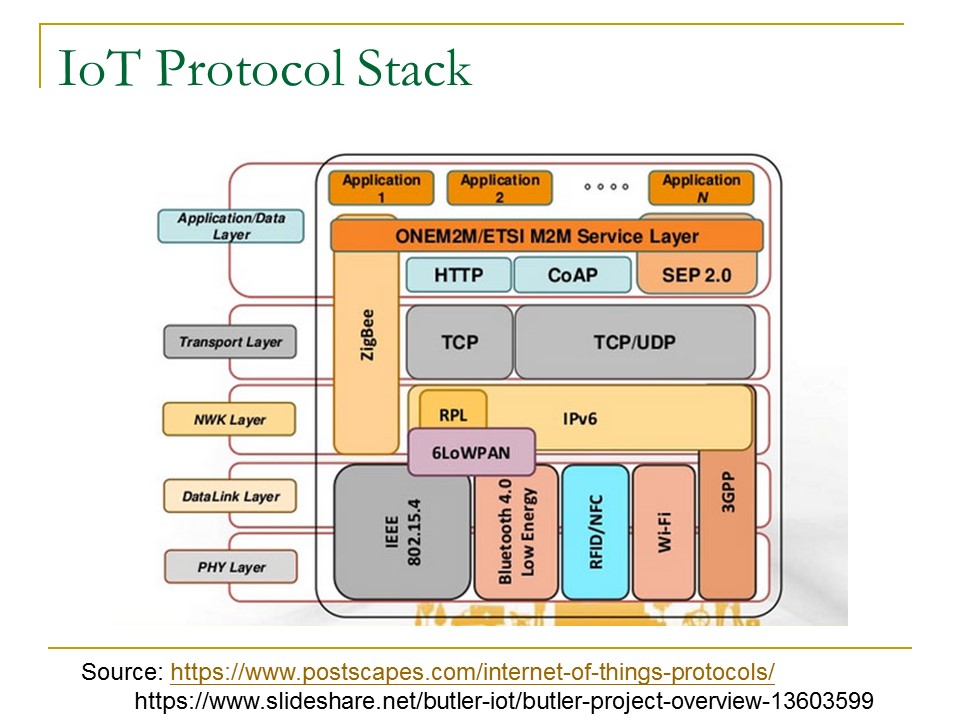 IoT Protocol Stack
Application
1
Application
2
Application
N
Application/Data
Layer
ONEM2M/ETSI M2M Service Layer
HTTP
CoAP
SEP 2.0
ZigBee
Transport Layer
TCP
TCP/UDP
NWK Layer
RPL
IPv6
6LoWPAN
DataLink Layer
IEEE
802.15.4
Bluetooth 4.0
Low Energy
RFID/NFC
Wi-Fi
3GPP
PHY Layer
Source: https://www.postscapes.com/internet-of-things-protocols/
https://www.slideshare.net/butler-iot/butler-project-overview-13603599